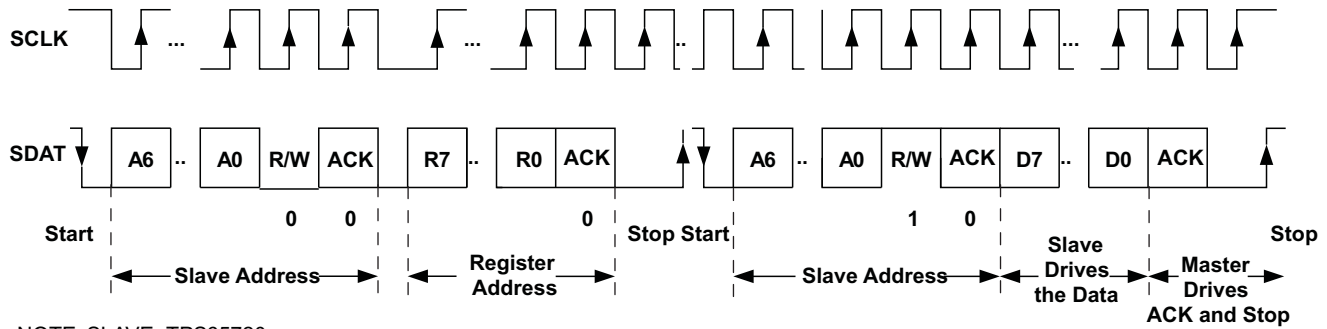 SCLK ... ... .. ...
SDAT A6 .. A0 R/W ACK R7 .. R0 ACK A6 .. A0 R/W ACK D7 .. D0 ACK
0 0 0 1 0
Start Stop Start Stop
Slave Address
Register
Address
Slave Address
Slave
Drives
the Data
Master
Drives
ACK and Stop